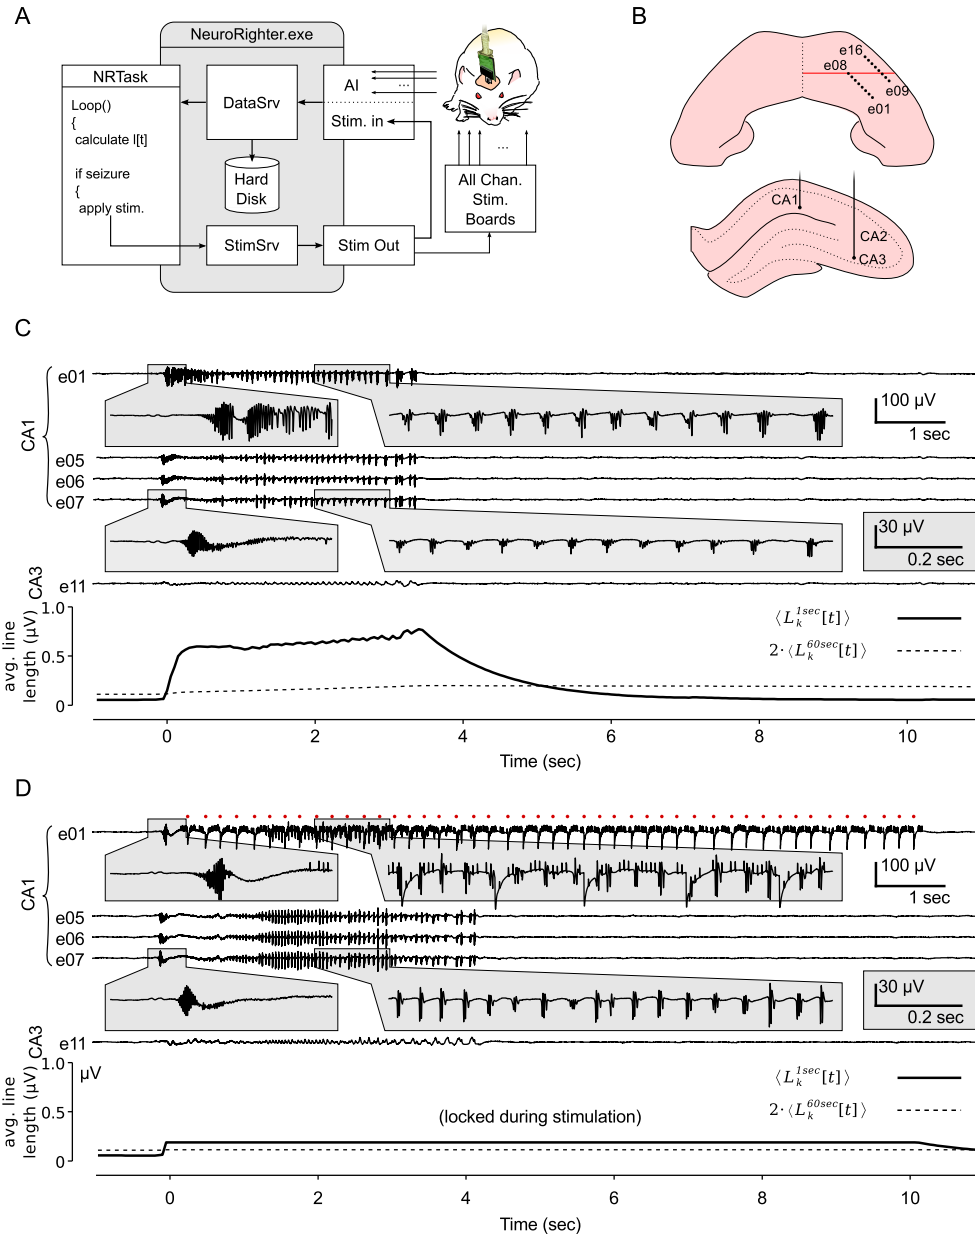 A
NeuroRighter.exe
NRTask
Loop()
{
calculate l[t]
if seizure
{
apply stim.
DataSrv
Hard
Disk
StimSrv
AI
...
Stim. in
Stim Out
...
All Chan.
Stim.
Boards
B
e16
e08
e09
e01
CA1
CA2
CA3
C
CA1
e01
100 µV
1 sec
e05
e06
e07
30 µV
0.2 sec
CA3
e11
avg. line
length (µV)
1.0
0.5
0
⟨L_k^{1sec}[t]⟩
2·⟨L_k^{60sec}[t]⟩
0 2 4 6 8 10
Time (sec)
D
CA1
e01
100 µV
1 sec
e05
e06
e07
30 µV
0.2 sec
CA3
e11
avg. line
length (µV)
1.0
0.5
0
µV
⟨L_k^{1sec}[t]⟩
2·⟨L_k^{60sec}[t]⟩
(locked during stimulation)
0 2 4 6 8 10
Time (sec)